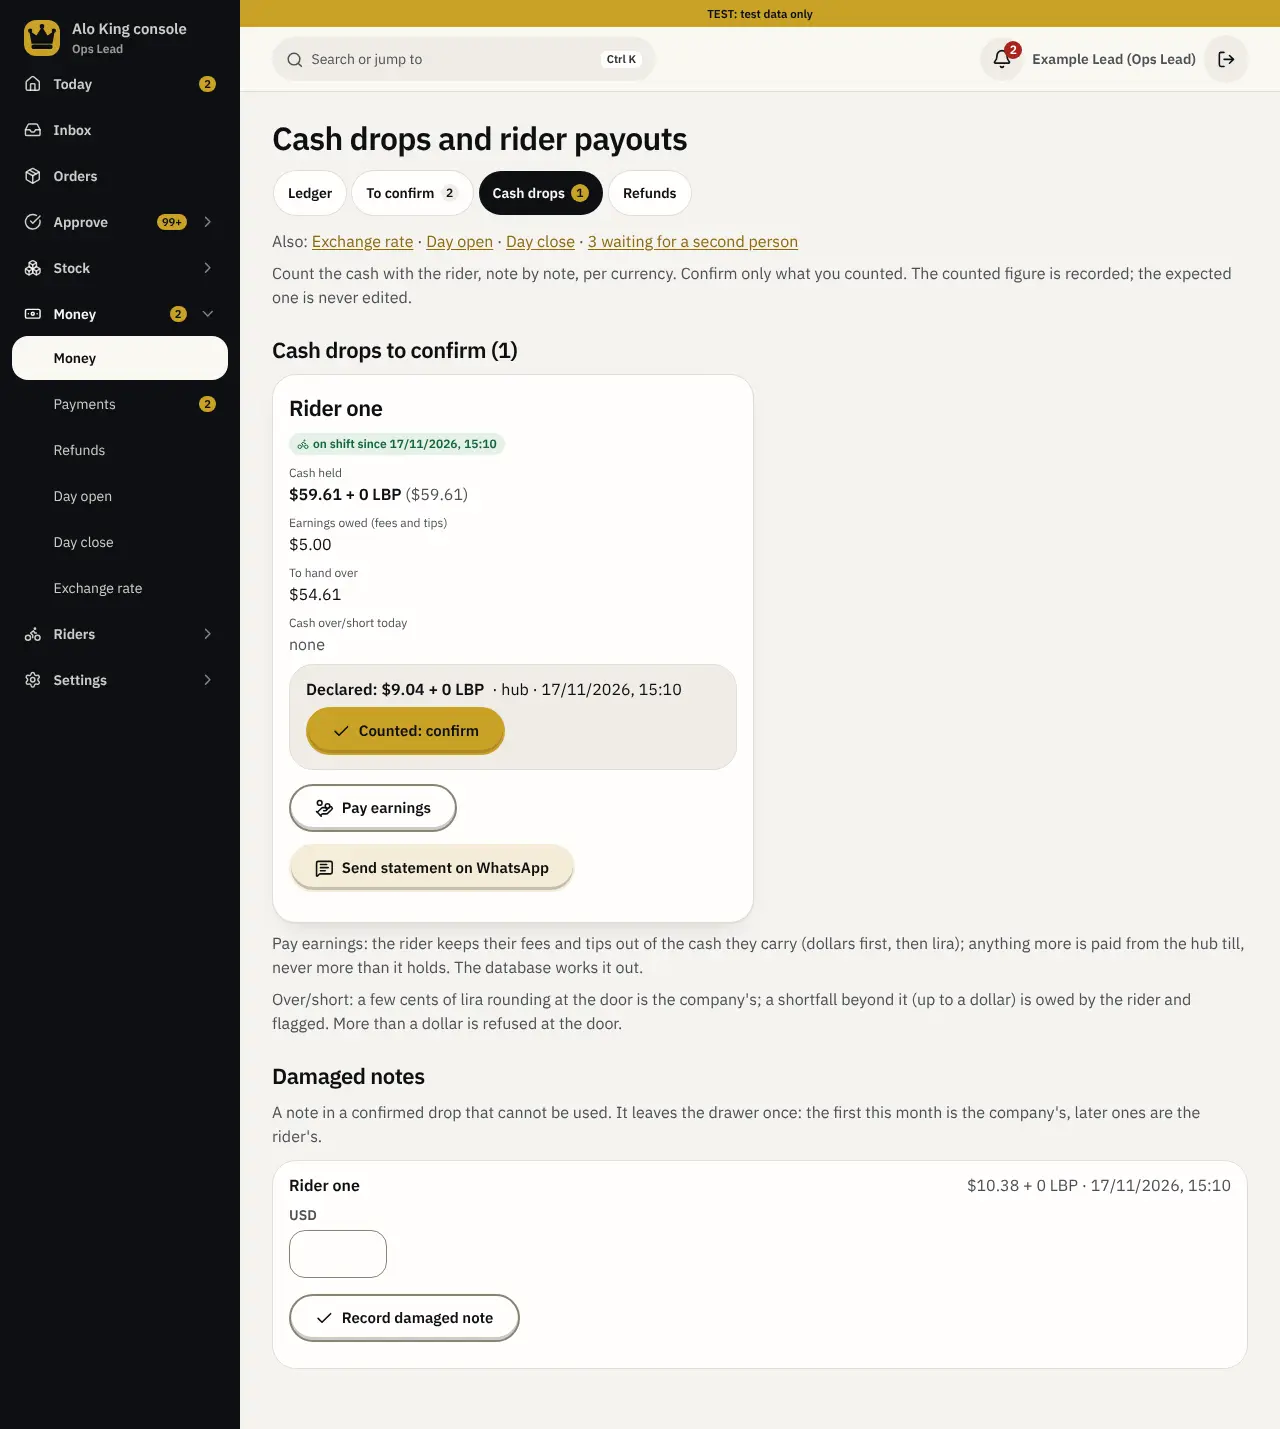 TEST: test data only
Alo King console
Ops Lead
Search or jump to
Ctrl K
2
Example Lead (Ops Lead)
Today
2
Inbox
Orders
Approve
99+
Stock
Money
2
Money
Payments
2
Refunds
Day open
Day close
Exchange rate
Riders
Settings
Cash drops and rider payouts
Ledger
To confirm 2
Cash drops 1
Refunds
Also: Exchange rate · Day open · Day close · 3 waiting for a second person
Count the cash with the rider, note by note, per currency. Confirm only what you counted. The counted figure is recorded; the expected
one is never edited.
Cash drops to confirm (1)
Rider one
on shift since 17/11/2026, 15:10
Cash held
$59.61 + 0 LBP ($59.61)
Earnings owed (fees and tips)
$5.00
To hand over
$54.61
Cash over/short today
none
Declared: $9.04 + 0 LBP · hub · 17/11/2026, 15:10
Counted: confirm
Pay earnings
Send statement on WhatsApp
Pay earnings: the rider keeps their fees and tips out of the cash they carry (dollars first, then lira); anything more is paid from the hub till,
never more than it holds. The database works it out.
Over/short: a few cents of lira rounding at the door is the company's; a shortfall beyond it (up to a dollar) is owed by the rider and
flagged. More than a dollar is refused at the door.
Damaged notes
A note in a confirmed drop that cannot be used. It leaves the drawer once: the first this month is the company's, later ones are the
rider's.
Rider one
$10.38 + 0 LBP · 17/11/2026, 15:10
USD
Record damaged note